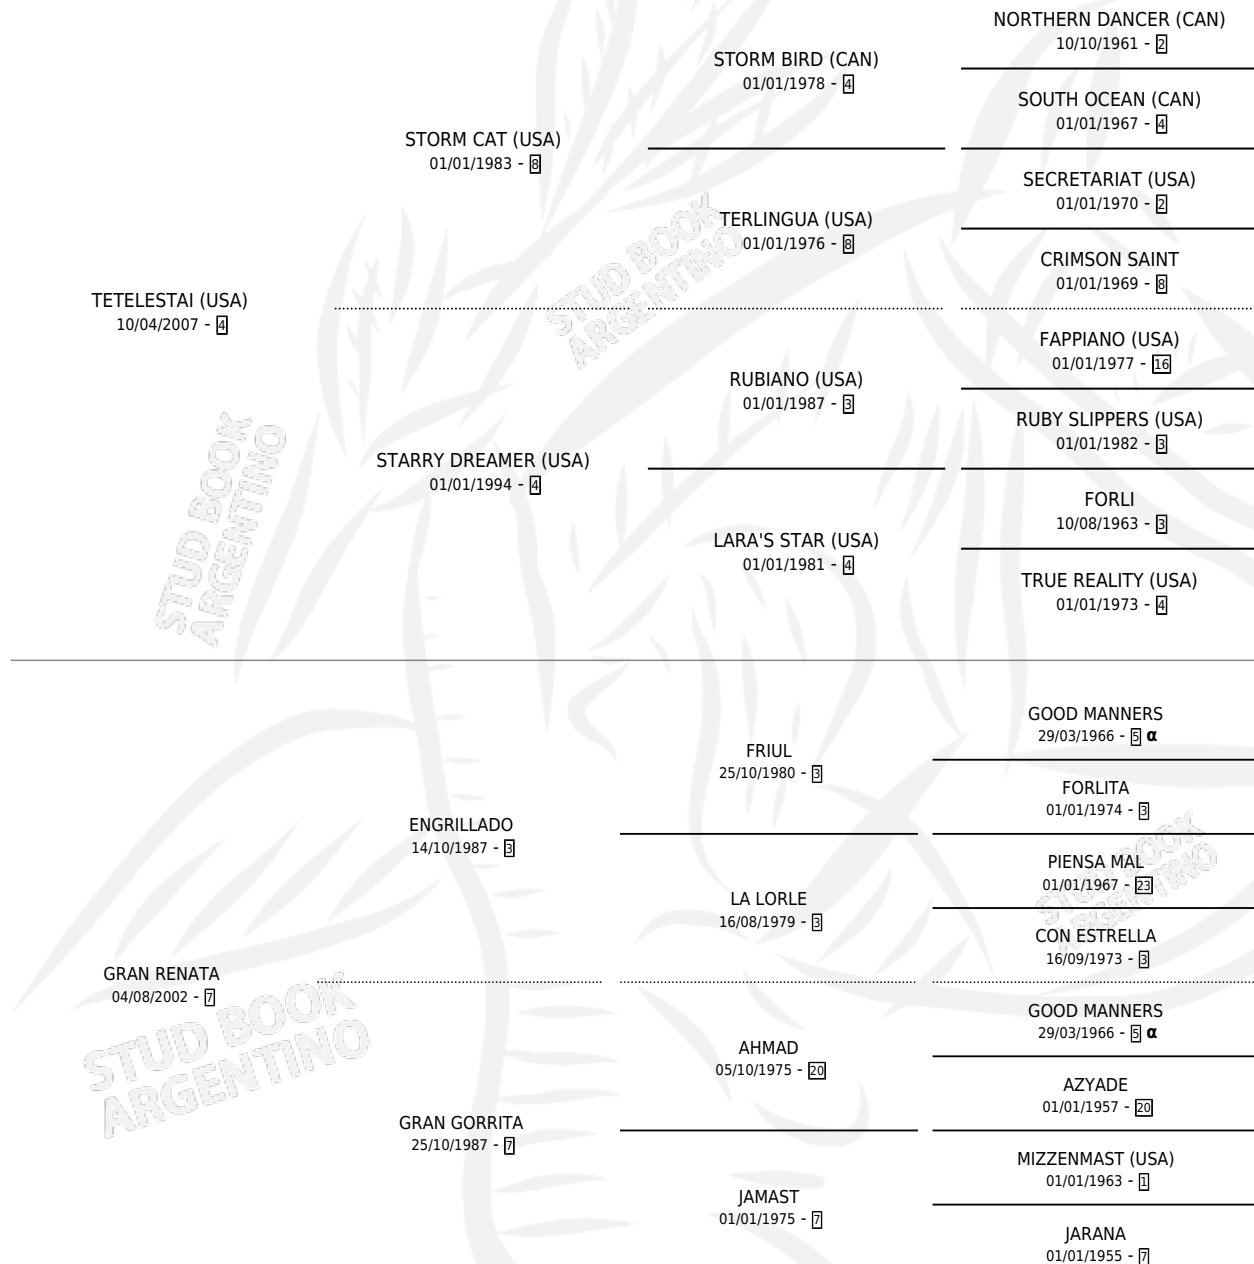 NORTHERN DANCER (CAN)
10/10/1961 - 2
STORM BIRD (CAN)
01/01/1978 - 4
SOUTH OCEAN (CAN)
01/01/1967 - 4
STORM CAT (USA)
01/01/1983 - 8
SECRETARIAT (USA)
01/01/1970 - 2
TERLINGUA (USA)
01/01/1976 - 8
CRIMSON SAINT
01/01/1969 - 8
TETELESTAI (USA)
10/04/2007 - 4
FAPPIANO (USA)
01/01/1977 - 16
RUBIANO (USA)
01/01/1987 - 3
RUBY SLIPPERS (USA)
01/01/1982 - 3
STARRY DREAMER (USA)
01/01/1994 - 4
FORLI
10/08/1963 - 3
LARA'S STAR (USA)
01/01/1981 - 4
TRUE REALITY (USA)
01/01/1973 - 4
GOOD MANNERS
29/03/1966 - 5 α
FRIUL
25/10/1980 - 3
FORLITA
01/01/1974 - 3
ENGRILLADO
14/10/1987 - 3
PIENSA MAL
01/01/1967 - 23
LA LORLE
16/08/1979 - 3
CON ESTRELLA
16/09/1973 - 3
GRAN RENATA
04/08/2002 - 7
GOOD MANNERS
29/03/1966 - 5 α
AHMAD
05/10/1975 - 20
AZYADE
01/01/1957 - 20
GRAN GORRITA
25/10/1987 - 7
MIZZENMAST (USA)
01/01/1963 - 1
JAMAST
01/01/1975 - 7
JARANA
01/01/1955 - 7
STUD BOOK
ARGENTINO
STUD BOOK
ARGENTINO
STUD BOOK
ARGENTINO
STUD BOOK
ARGENTINO